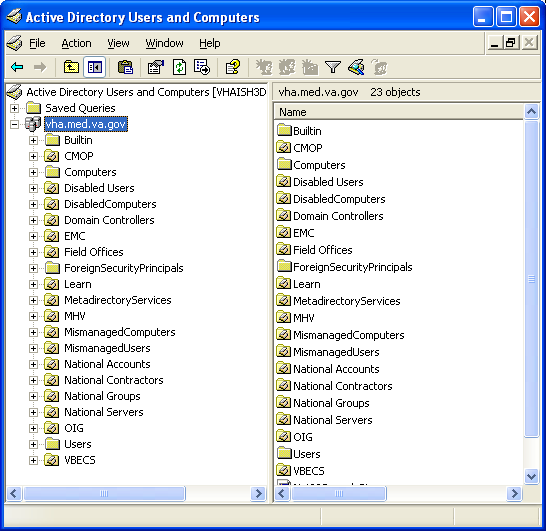 Active Directory Users and Computers
File Action View Window Help
Active Directory Users and Computers [VHAISH3D
Saved Queries
vha.med.va.gov
Builtin
CMOP
Computers
Disabled Users
DisabledComputers
Domain Controllers
EMC
Field Offices
ForeignSecurityPrincipals
Learn
MetadirectoryServices
MHV
MismanagedComputers
MismanagedUsers
National Accounts
National Contractors
National Groups
National Servers
OIG
Users
VBECS
vha.med.va.gov 23 objects
Name
Builtin
CMOP
Computers
Disabled Users
DisabledComputers
Domain Controllers
EMC
Field Offices
ForeignSecurityPrincipals
Learn
MetadirectoryServices
MHV
MismanagedComputers
MismanagedUsers
National Accounts
National Contractors
National Groups
National Servers
OIG
Users
VBECS